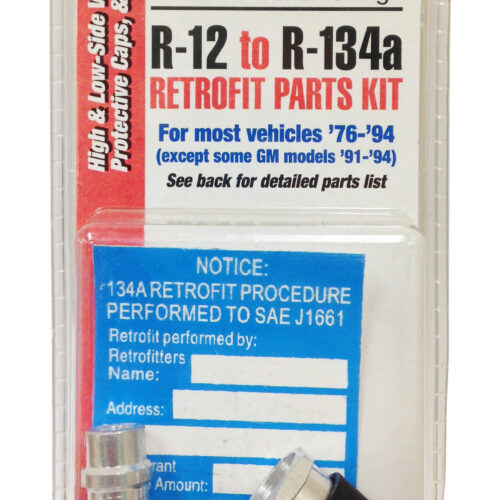 High & Low-Side
Protective Caps, &
R-12 to R-134a
RETROFIT PARTS KIT
For most vehicles '76-'94
(except some GM models '91-'94)
See back for detailed parts list
NOTICE:
134A RETROFIT PROCEDURE
PERFORMED TO SAE J1661
Retrofit performed by:
Retrofitters
Name:
Address:
Amount: